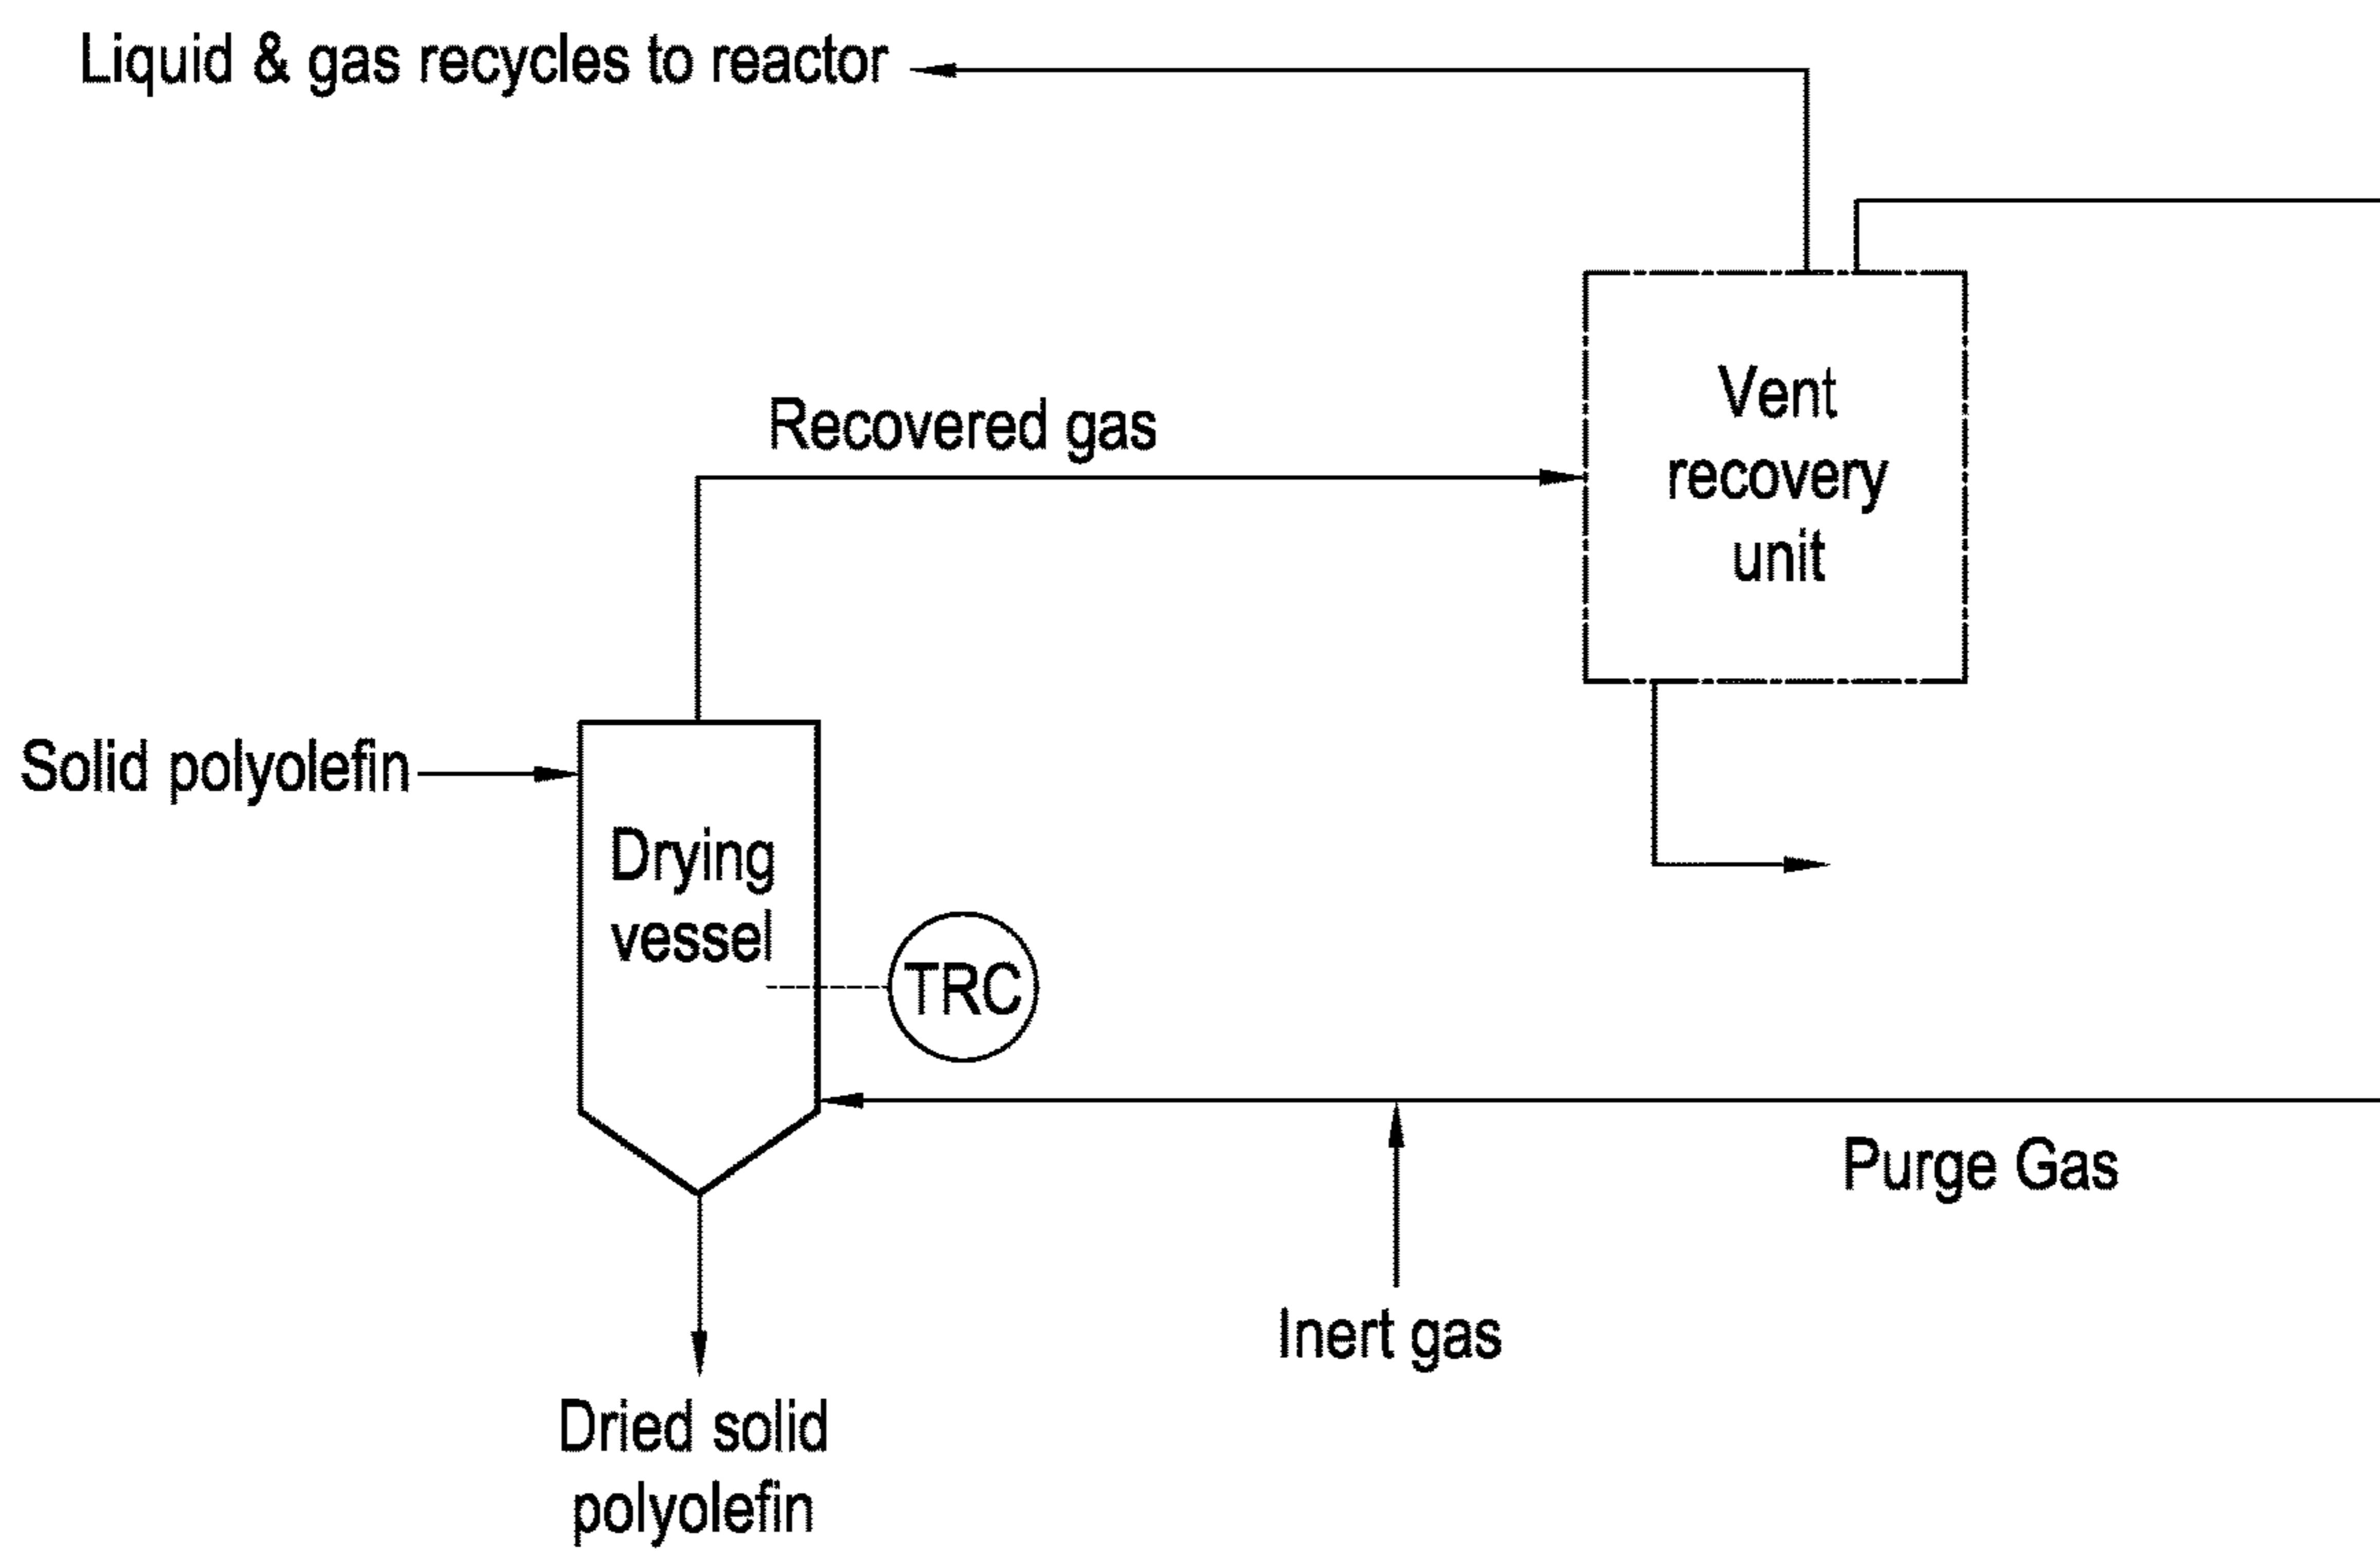 Liquid & gas recycles to reactor
Vent
recovery
unit
Recovered gas
Solid polyolefin
Drying
vessel
TRC
Purge Gas
Inert gas
Dried solid
polyolefin